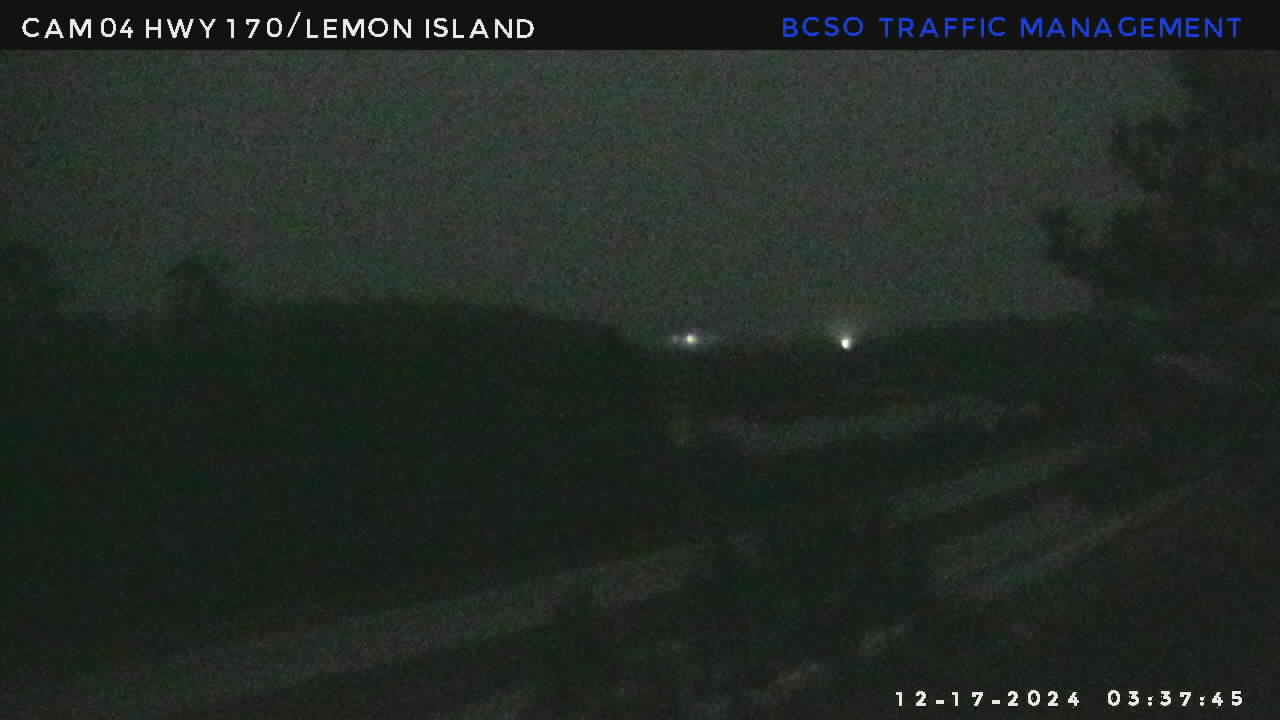 CAM04 HWY 170/LEMON ISLAND
BCSO TRAFFIC MANAGEMENT
12-17-2024 03:37:45